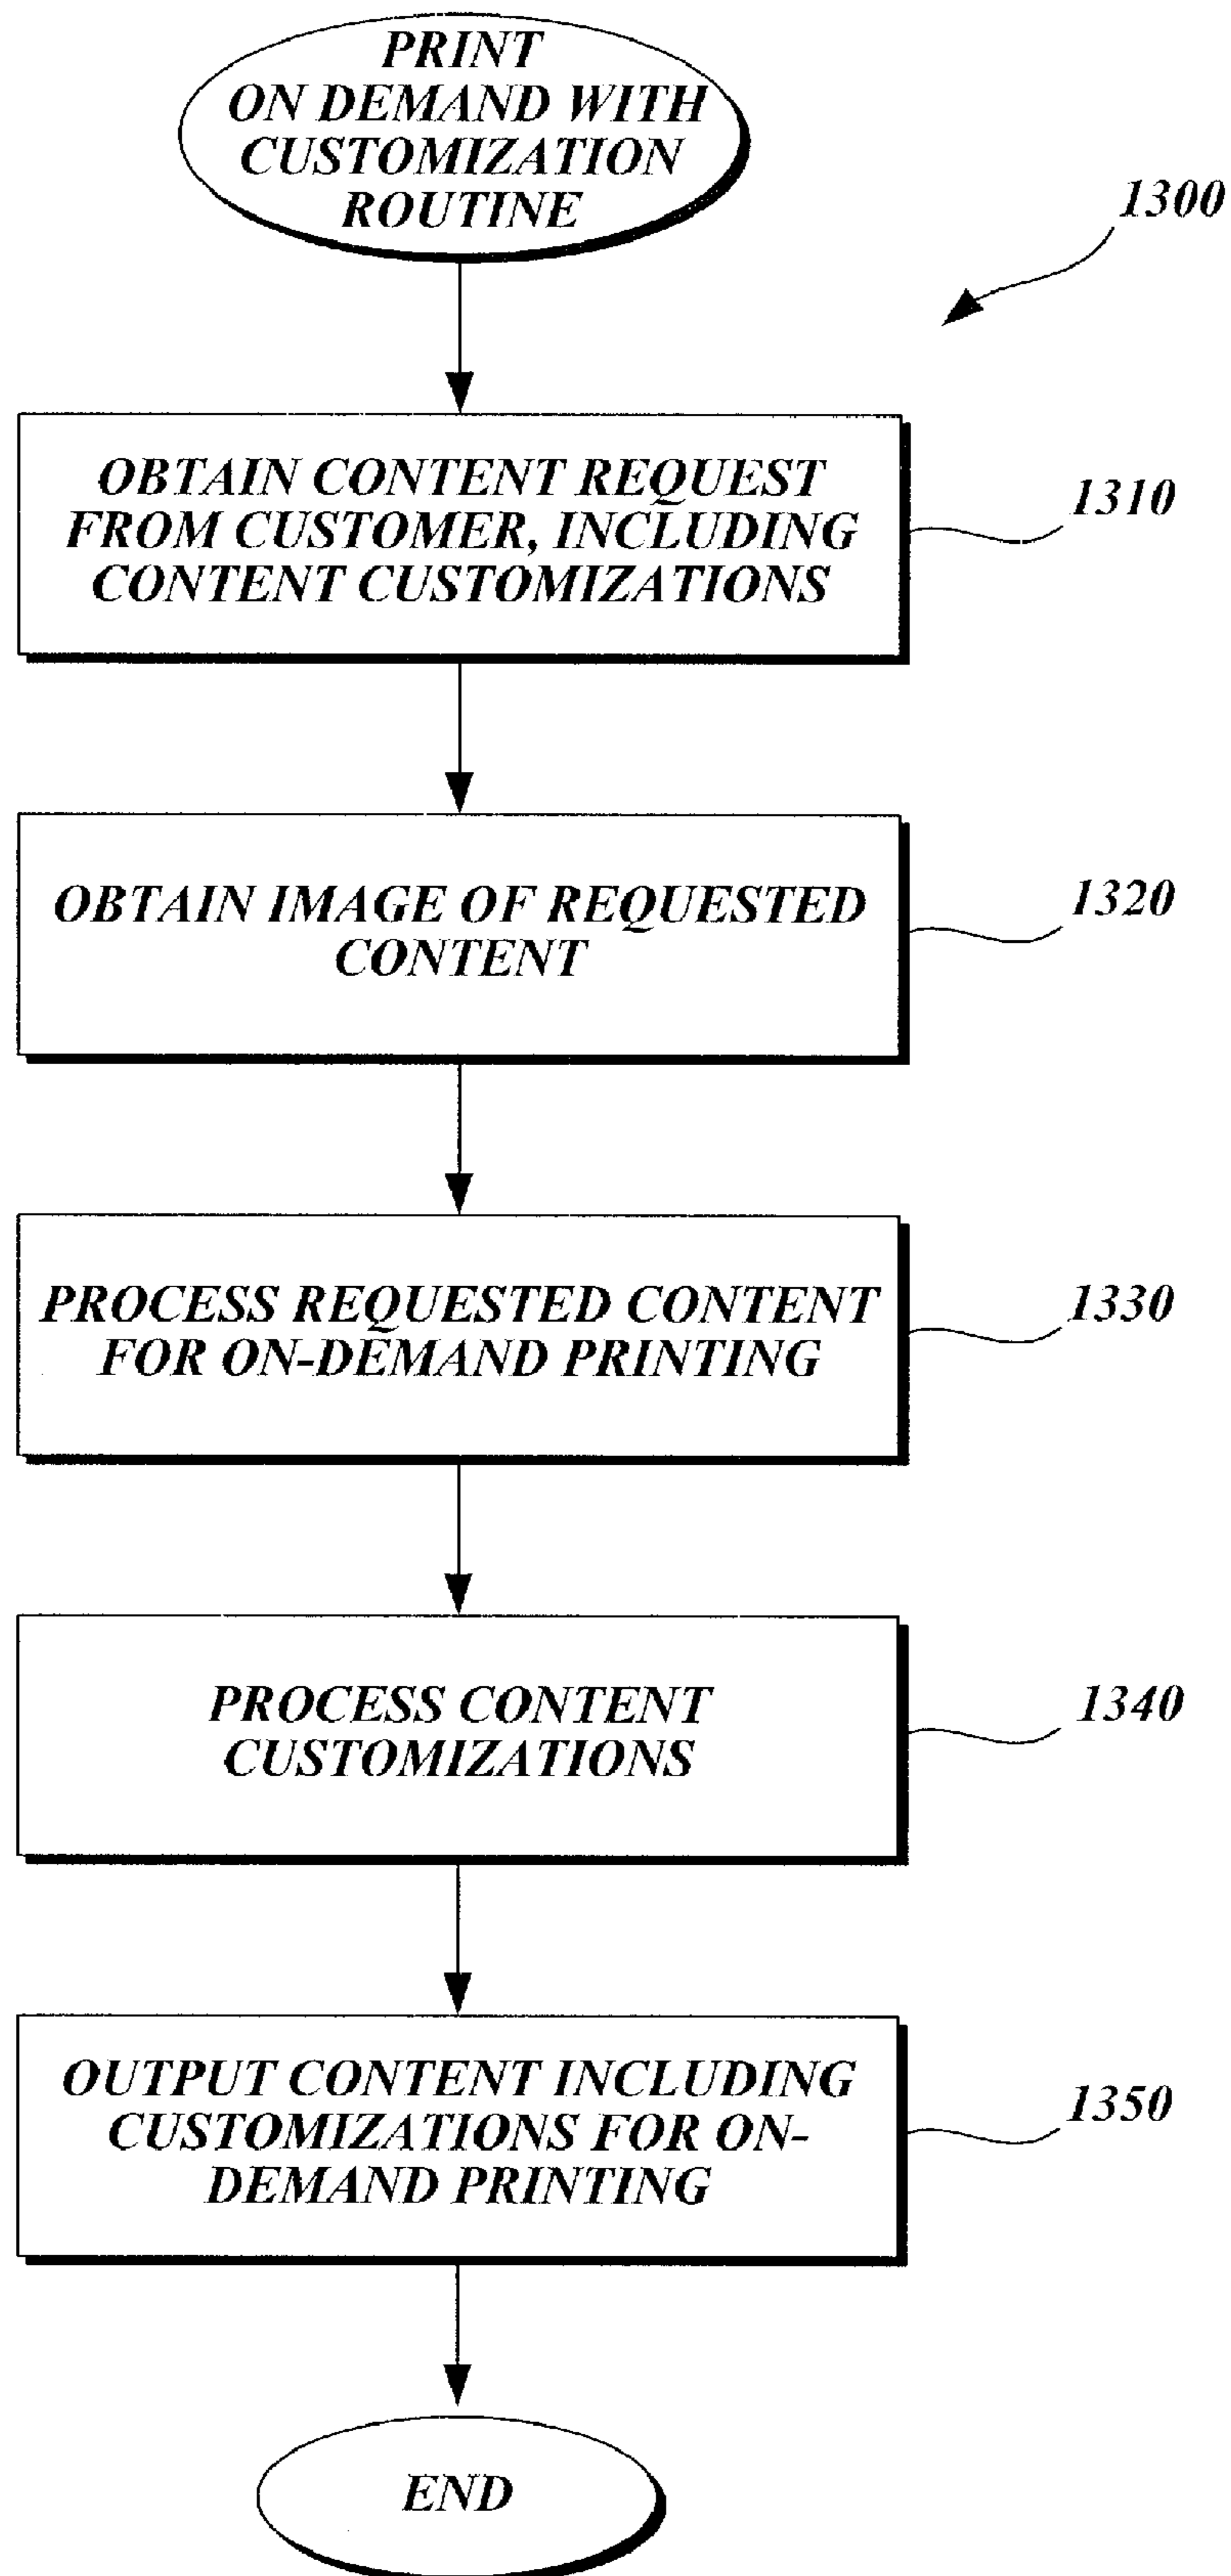 PRINT
ON DEMAND WITH
CUSTOMIZATION
ROUTINE
1300
OBTAIN CONTENT REQUEST
FROM CUSTOMER, INCLUDING
CONTENT CUSTOMIZATIONS
1310
OBTAIN IMAGE OF REQUESTED
CONTENT
1320
PROCESS REQUESTED CONTENT
FOR ON-DEMAND PRINTING
1330
PROCESS CONTENT
CUSTOMIZATIONS
1340
OUTPUT CONTENT INCLUDING
CUSTOMIZATIONS FOR ON-
DEMAND PRINTING
1350
END